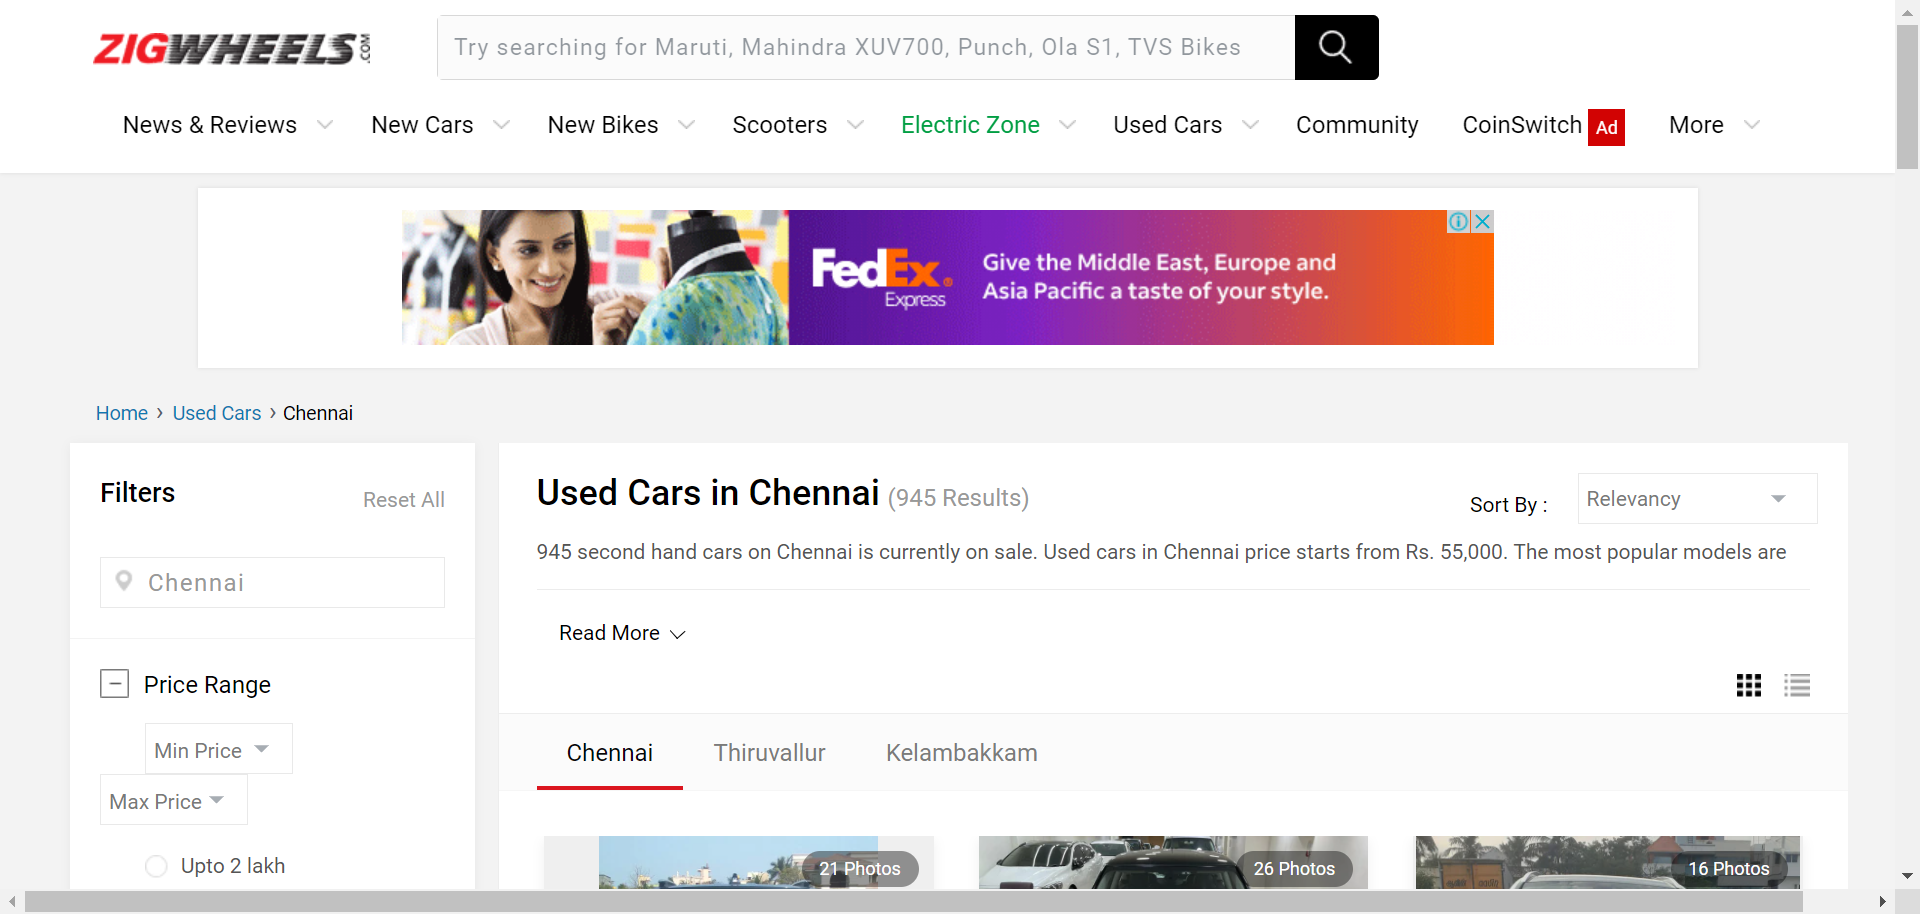 ZIGWHEELS.COM
Try searching for Maruti, Mahindra XUV700, Punch, Ola S1, TVS Bikes
News & Reviews New Cars New Bikes Scooters Electric Zone Used Cars Community CoinSwitch Ad More
FedEx® Express
Give the Middle East, Europe and
Asia Pacific a taste of your style.
Home › Used Cars › Chennai
Filters
Reset All
Chennai
Price Range
Min Price
Max Price
Upto 2 lakh
Used Cars in Chennai (945 Results)
Sort By : Relevancy
945 second hand cars on Chennai is currently on sale. Used cars in Chennai price starts from Rs. 55,000. The most popular models are
Read More
Chennai Thiruvallur Kelambakkam
21 Photos 26 Photos 16 Photos